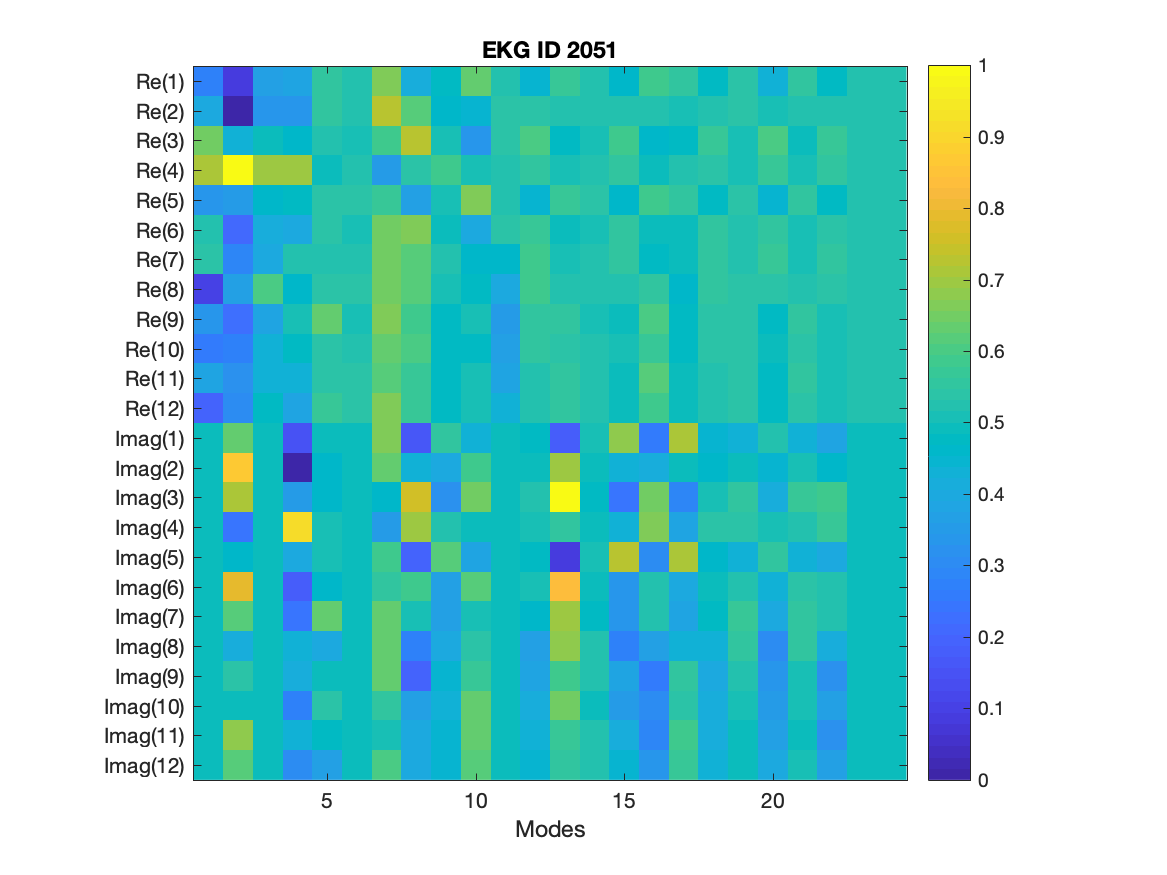 EKG ID 2051
Re(1)
Re(2)
Re(3)
Re(4)
Re(5)
Re(6)
Re(7)
Re(8)
Re(9)
Re(10)
Re(11)
Re(12)
Imag(1)
Imag(2)
Imag(3)
Imag(4)
Imag(5)
Imag(6)
Imag(7)
Imag(8)
Imag(9)
Imag(10)
Imag(11)
Imag(12)
5 10 15 20
Modes
1
0.9
0.8
0.7
0.6
0.5
0.4
0.3
0.2
0.1
0